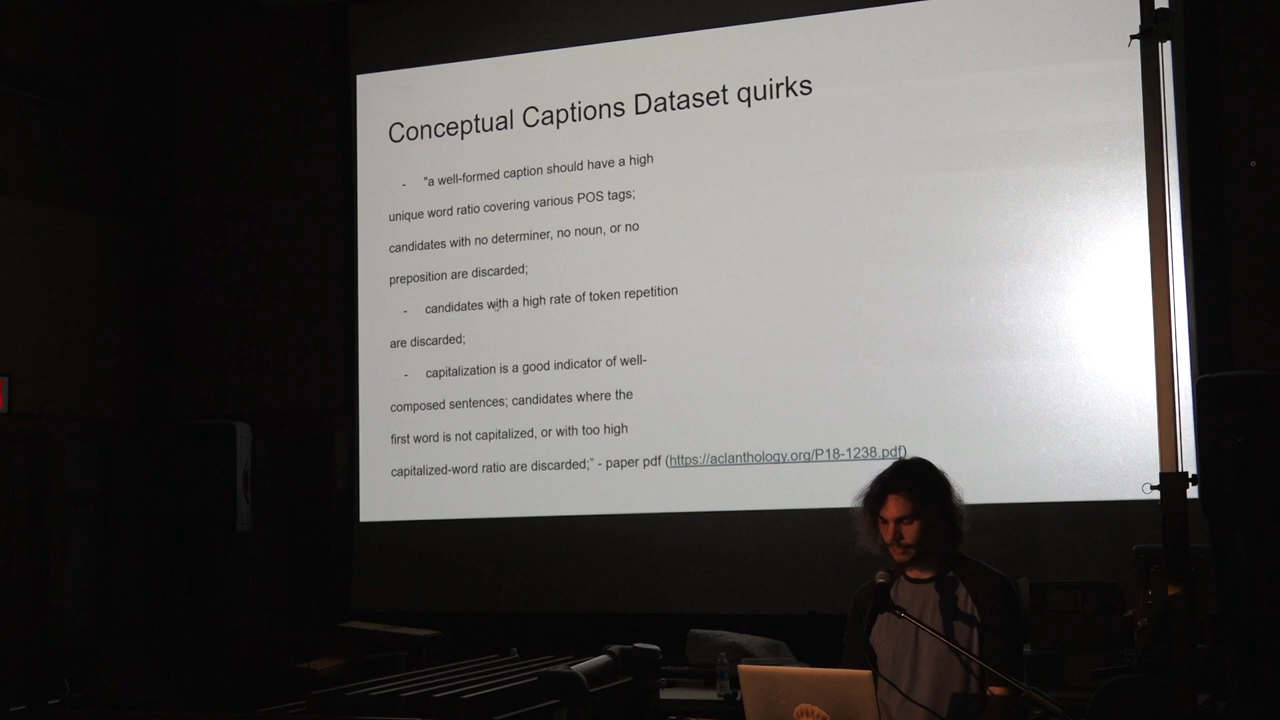 Conceptual Captions Dataset quirks
- "a well-formed caption should have a high
unique word ratio covering various POS tags;
candidates with no determiner, no noun, or no
preposition are discarded;
- candidates with a high rate of token repetition
are discarded;
- capitalization is a good indicator of well-
composed sentences; candidates where the
first word is not capitalized, or with too high
capitalized-word ratio are discarded;" - paper pdf (https://aclanthology.org/P18-1238.pdf)